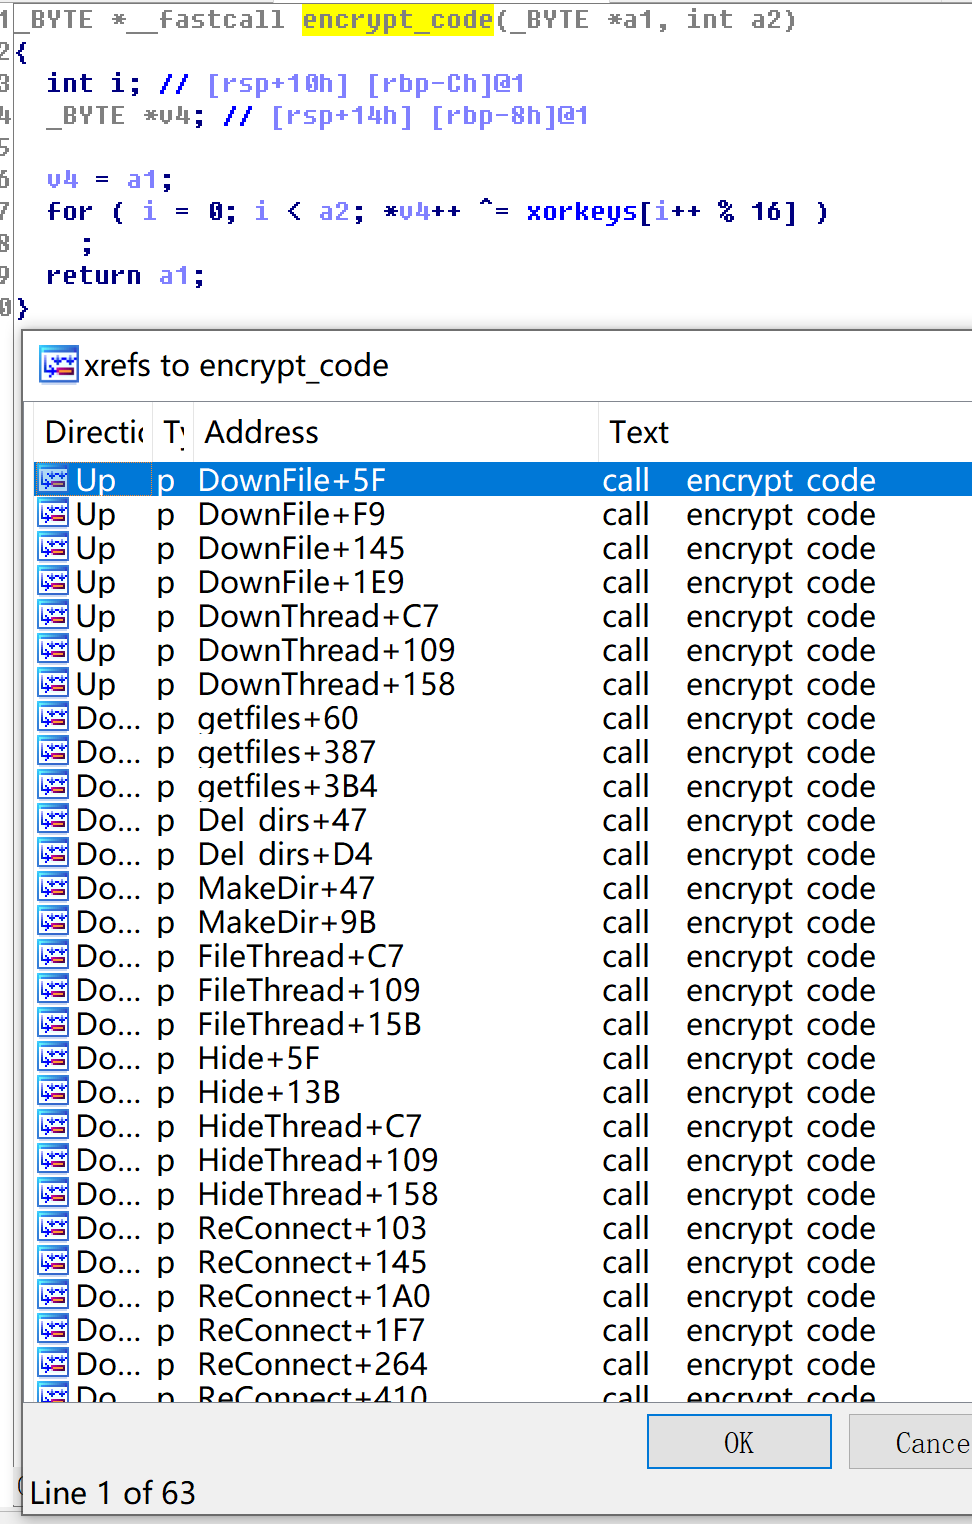 1 _BYTE *__fastcall encrypt_code(_BYTE *a1, int a2)
2 {
3 int i; // [rsp+10h] [rbp-Ch]@1
4 _BYTE *v4; // [rsp+14h] [rbp-8h]@1
5
6 v4 = a1;
7 for ( i = 0; i < a2; *v4++ ^= xorkeys[i++ % 16] )
8 ;
9 return a1;
0 }
xrefs to encrypt_code
Directic Ty Address Text
Up p DownFile+5F call encrypt code
Up p DownFile+F9 call encrypt code
Up p DownFile+145 call encrypt code
Up p DownFile+1E9 call encrypt code
Up p DownThread+C7 call encrypt code
Up p DownThread+109 call encrypt code
Up p DownThread+158 call encrypt code
Do... p getfiles+60 call encrypt code
Do... p getfiles+387 call encrypt code
Do... p getfiles+3B4 call encrypt code
Do... p Del dirs+47 call encrypt code
Do... p Del dirs+D4 call encrypt code
Do... p MakeDir+47 call encrypt code
Do... p MakeDir+9B call encrypt code
Do... p FileThread+C7 call encrypt code
Do... p FileThread+109 call encrypt code
Do... p FileThread+15B call encrypt code
Do... p Hide+5F call encrypt code
Do... p Hide+13B call encrypt code
Do... p HideThread+C7 call encrypt code
Do... p HideThread+109 call encrypt code
Do... p HideThread+158 call encrypt code
Do... p ReConnect+103 call encrypt code
Do... p ReConnect+145 call encrypt code
Do... p ReConnect+1A0 call encrypt code
Do... p ReConnect+1F7 call encrypt code
Do... p ReConnect+264 call encrypt code
Do... p ReConnect+410 call encrypt code
OK Cance
Line 1 of 63